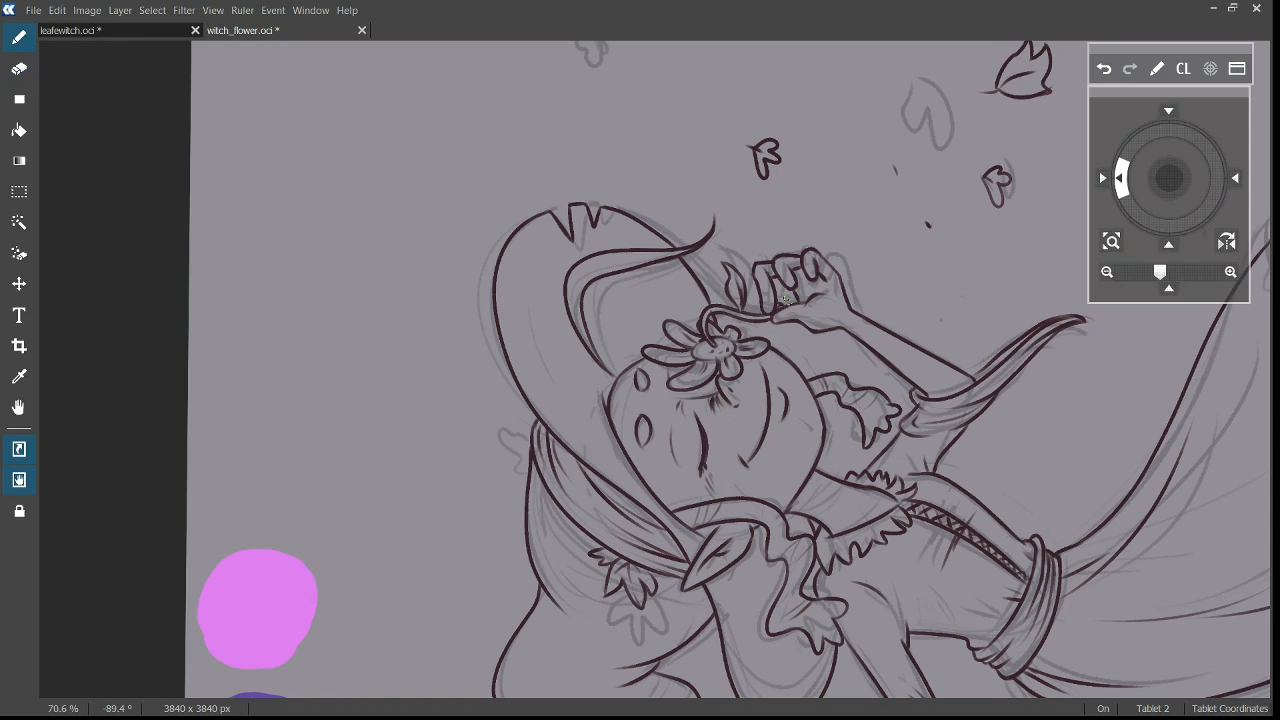 File Edit Image Layer Select Filter View Ruler Event Window Help
leafewitch.oci * witch_flower.oci *
CL
T
70.6 % -89.4 ° 3840 x 3840 px On Tablet 2 Tablet Coordinates